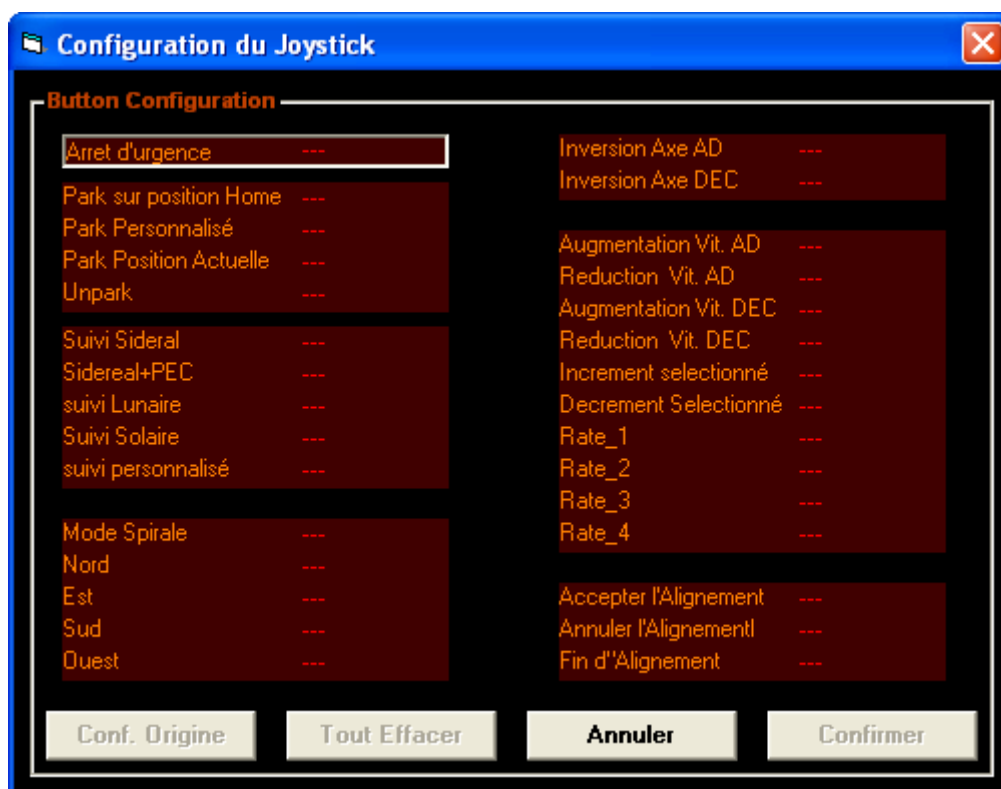 Configuration du Joystick
Button Configuration
Arret d'urgence ---
Park sur position Home ---
Park Personnalisé ---
Park Position Actuelle ---
Unpark ---
Suivi Sideral ---
Sidereal+PEC ---
suivi Lunaire ---
Suivi Solaire ---
suivi personnalisé ---
Mode Spirale ---
Nord ---
Est ---
Sud ---
Ouest ---
Inversion Axe AD ---
Inversion Axe DEC ---
Augmentation Vit. AD ---
Reduction Vit. AD ---
Augmentation Vit. DEC ---
Reduction Vit. DEC ---
Increment selectionné ---
Decrement Selectionné ---
Rate_1 ---
Rate_2 ---
Rate_3 ---
Rate_4 ---
Accepter l'Alignement ---
Annuler l'Alignementl ---
Fin d''Alignement ---
Conf. Origine Tout Effacer Annuler Confirmer